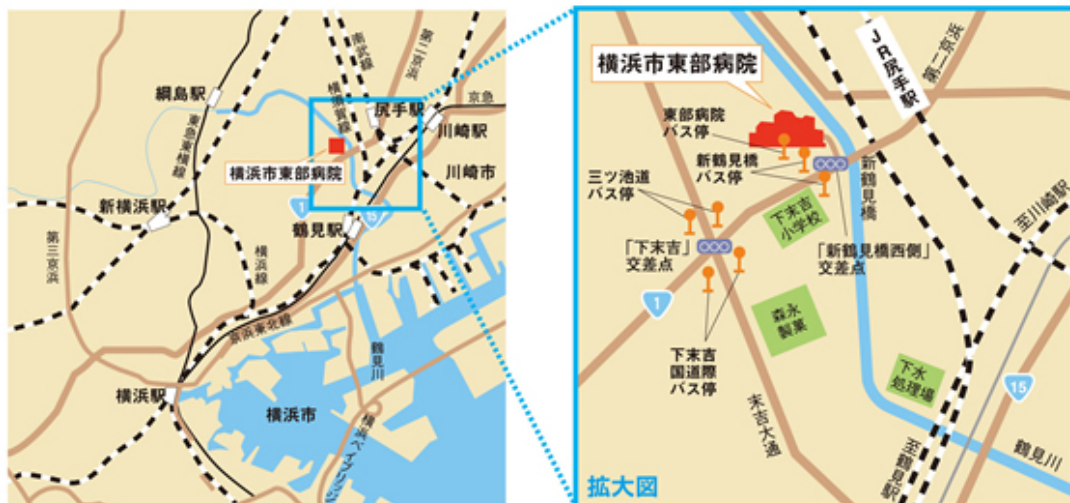 綱島駅
東急東横線
南武線
横須賀線
第二京浜
尻手駅
京急
川崎駅
横浜市東部病院
川崎市
新横浜駅
第三京浜
横浜線
1
15
鶴見駅
京浜東北線
鶴見川
横浜駅
横浜市
横浜ベイブリッジ
横浜市東部病院
JR尻手駅
第二京浜
東部病院
バス停
新鶴見橋
バス停
新鶴見橋
三ツ池道
バス停
下末吉
小学校
至川崎駅
「下末吉」
交差点
「新鶴見橋西側」
交差点
1
森永
製菓
下末吉
国道際
バス停
下水
処理場
15
末吉大通
至鶴見駅
鶴見川
拡大図